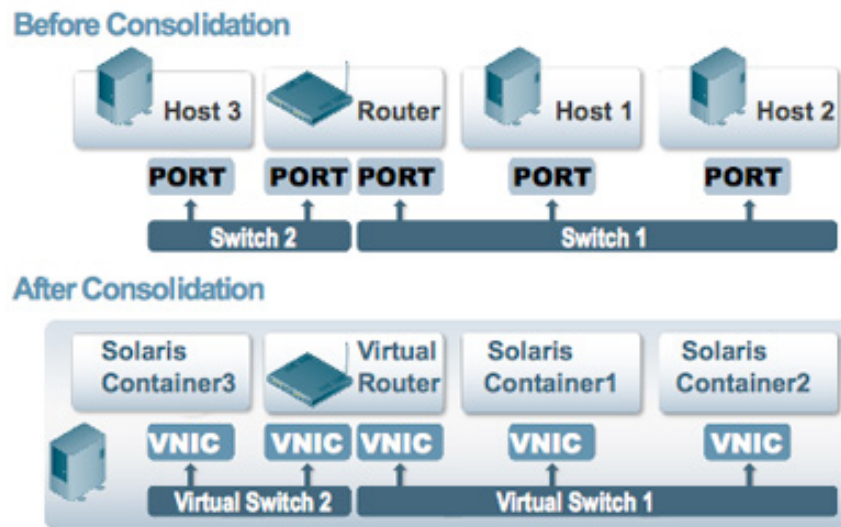 Before Consolidation
Host 3
Router
Host 1
Host 2
PORT
PORT
PORT
PORT
PORT
Switch 2
Switch 1
After Consolidation
Solaris
Container3
Virtual
Router
Solaris
Container1
Solaris
Container2
VNIC
VNIC
VNIC
VNIC
VNIC
Virtual Switch 2
Virtual Switch 1